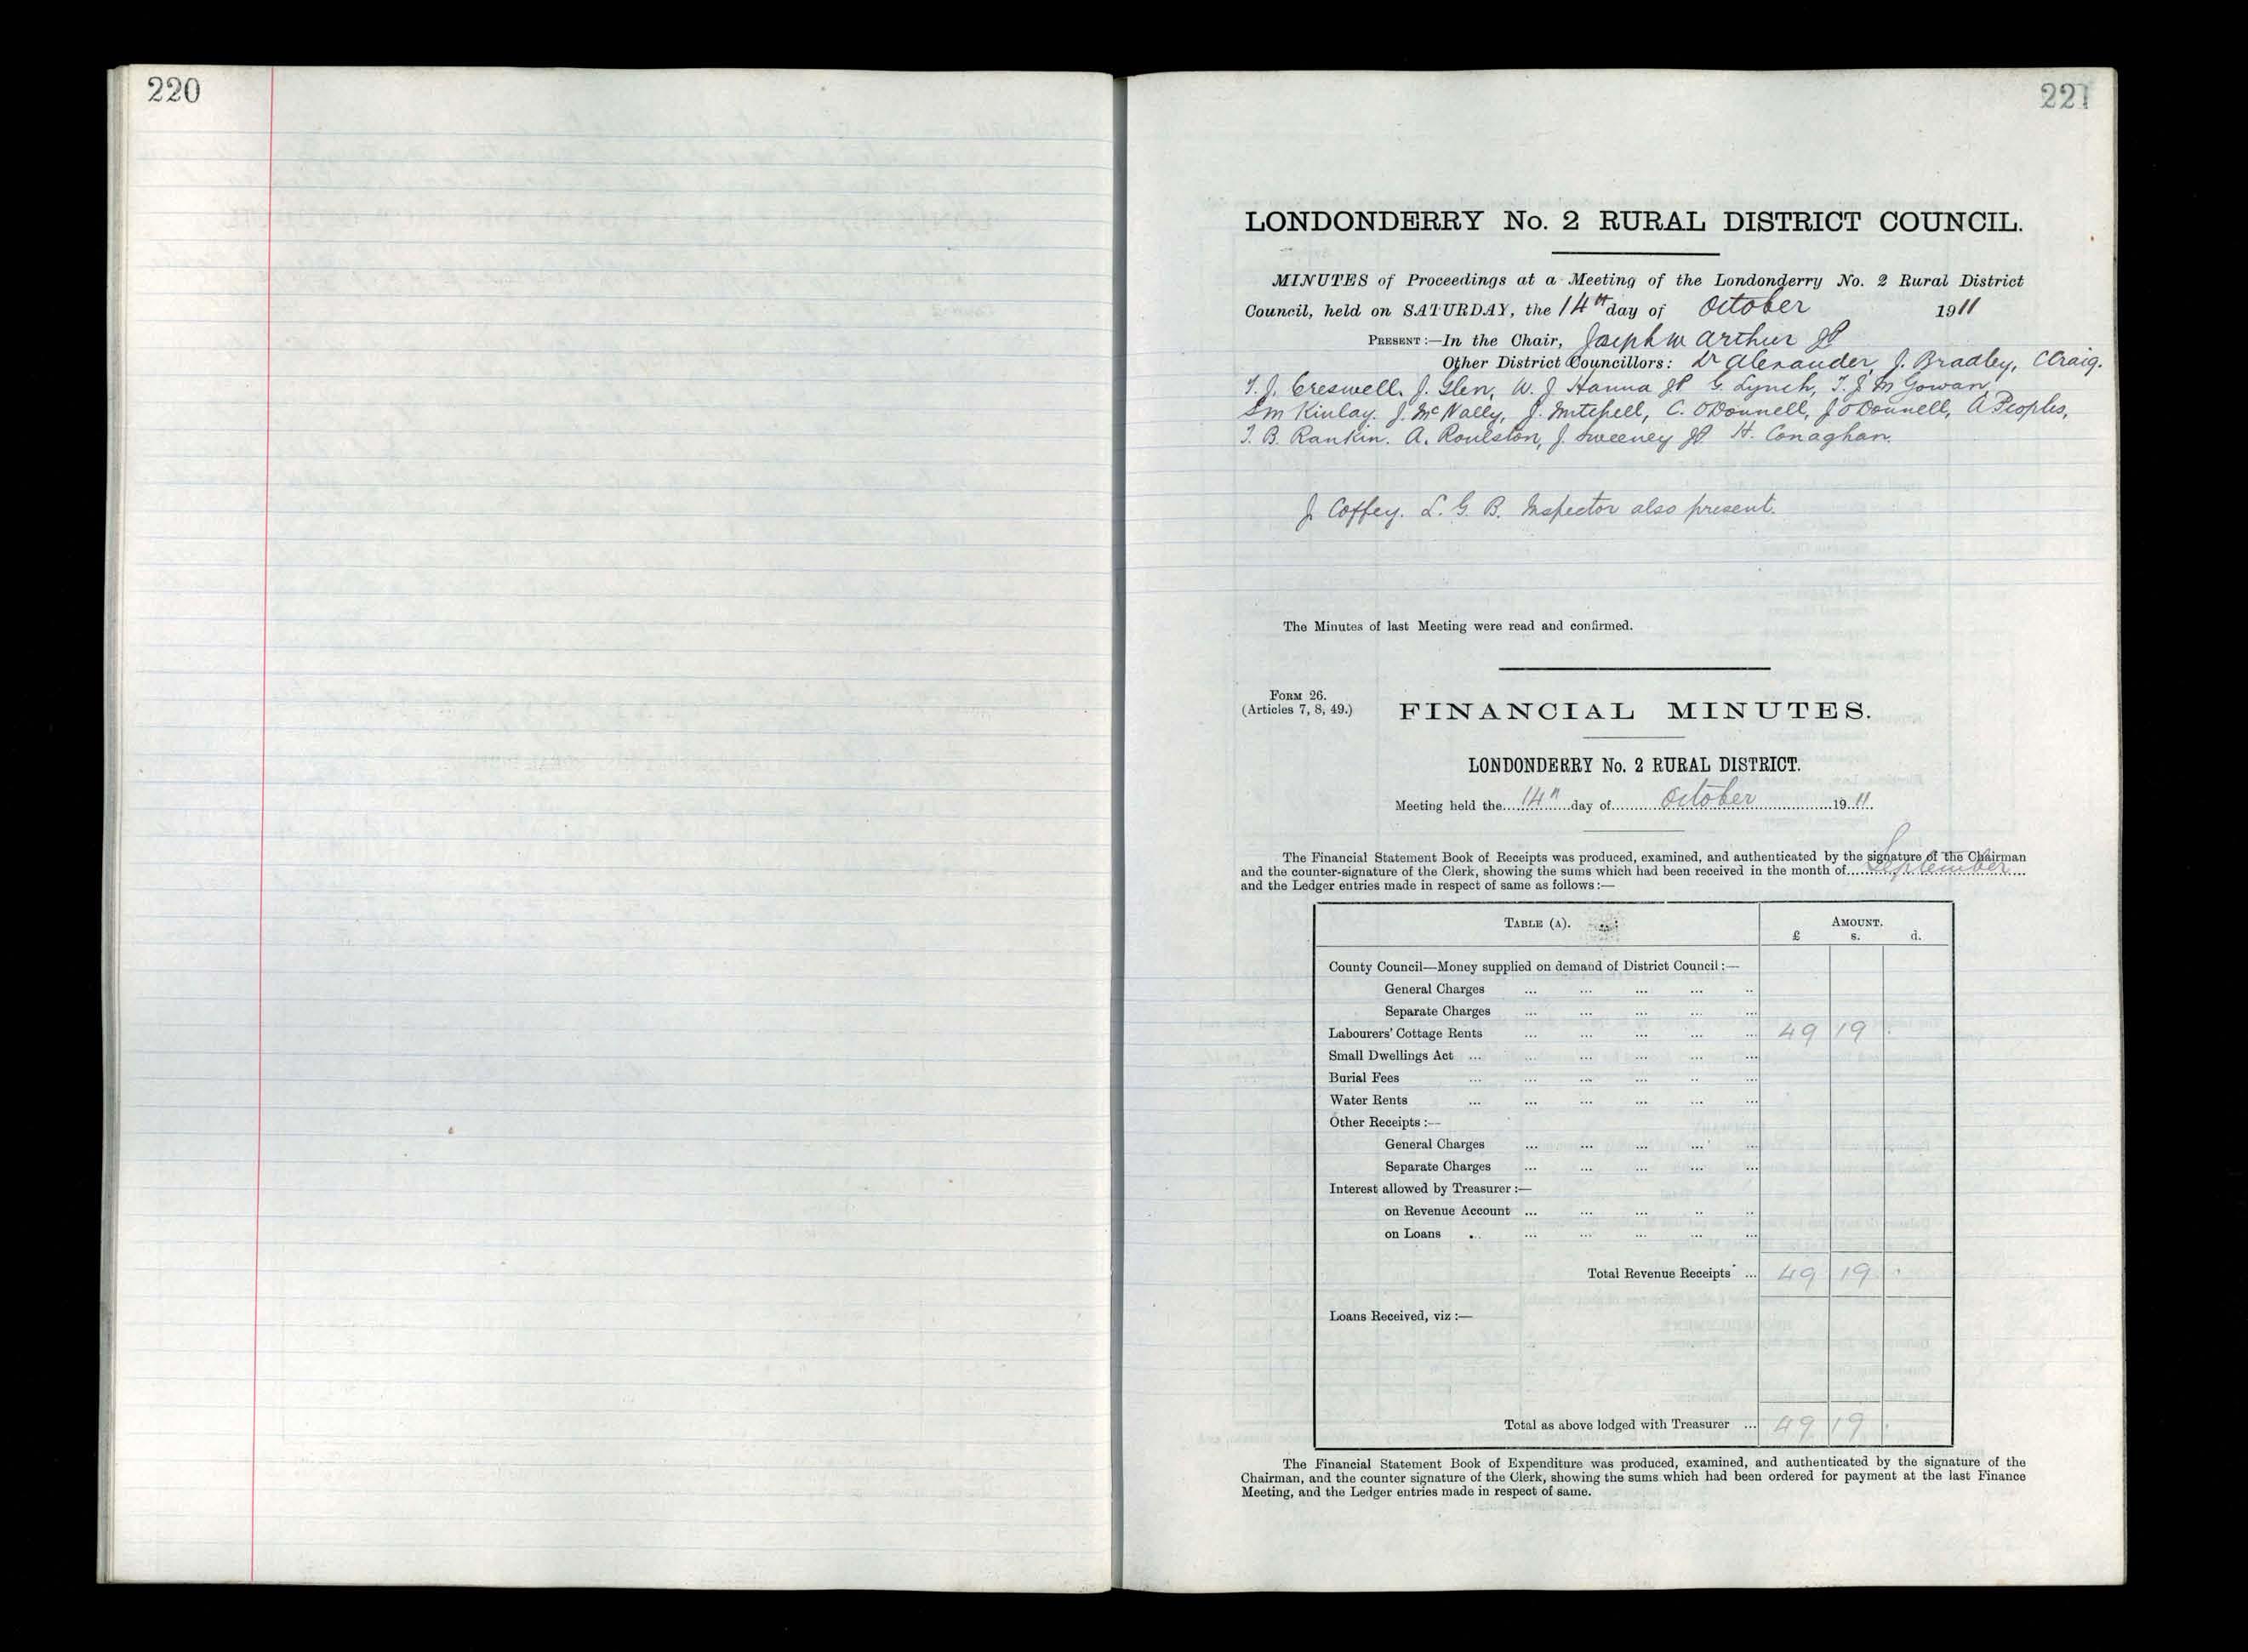 220
221
LONDONDERRY No. 2 RURAL DISTRICT COUNCIL.
MINUTES of Proceedings at a Meeting of the Londonderry No. 2 Rural District
Council, held on SATURDAY, the 14th day of October 1911
PRESENT:—In the Chair, Joseph W Arthur JP
Other District Councillors: Dr Alexander, J. Bradley, C Craig.
T. J. Creswell. J. Glen, W. J Hanna JP G. Lynch, T. J. McGowan,
S McKinlay. J. McNally, J. Mitchell, C. O'Donnell, J O'Donnell, A Peoples,
T. B. Rankin. A. Roulston, J. Sweeney JP H. Conaghan.
J. Coffey. L. G. B. Inspector also present.
The Minutes of last Meeting were read and confirmed.
FORM 26.
(Articles 7, 8, 49.)
FINANCIAL MINUTES.
LONDONDERRY No. 2 RURAL DISTRICT.
Meeting held the 14th day of October 1911.
The Financial Statement Book of Receipts was produced, examined, and authenticated by the signature of the Chairman
and the counter-signature of the Clerk, showing the sums which had been received in the month of September
and the Ledger entries made in respect of same as follows:—
TABLE (A). AMOUNT.
£ s. d.
County Council—Money supplied on demand of District Council:—
General Charges
Separate Charges
Labourers' Cottage Rents 49 19 .
Small Dwellings Act
Burial Fees
Water Rents
Other Receipts:—
General Charges
Separate Charges
Interest allowed by Treasurer:—
on Revenue Account
on Loans
Total Revenue Receipts 49 19 .
Loans Received, viz:—
Total as above lodged with Treasurer 49 19 .
The Financial Statement Book of Expenditure was produced, examined, and authenticated by the signature of the
Chairman, and the counter signature of the Clerk, showing the sums which had been ordered for payment at the last Finance
Meeting, and the Ledger entries made in respect of same.